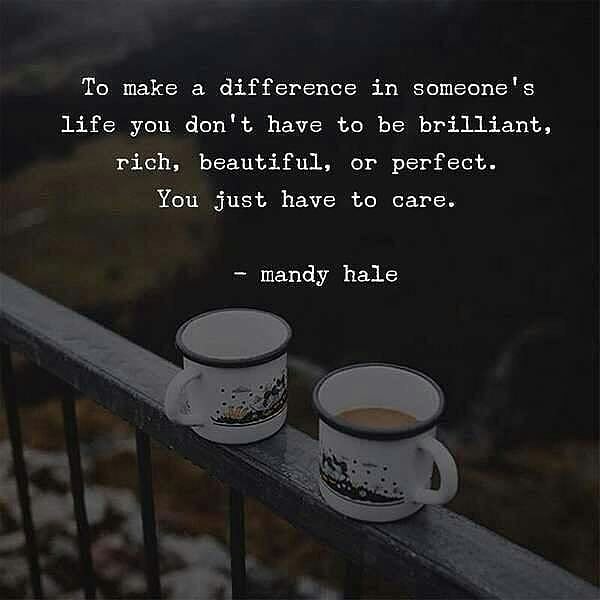 To make a difference in someone's
life you don't have to be brilliant,
rich, beautiful, or perfect.
You just have to care.
- mandy hale